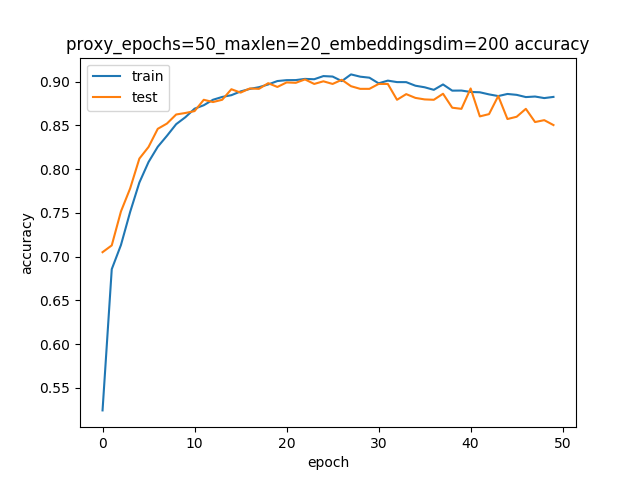 proxy_epochs=50_maxlen=20_embeddingsdim=200 accuracy
train
test
0.90
0.85
0.80
0.75
0.70
0.65
0.60
0.55
accuracy
0 10 20 30 40 50
epoch